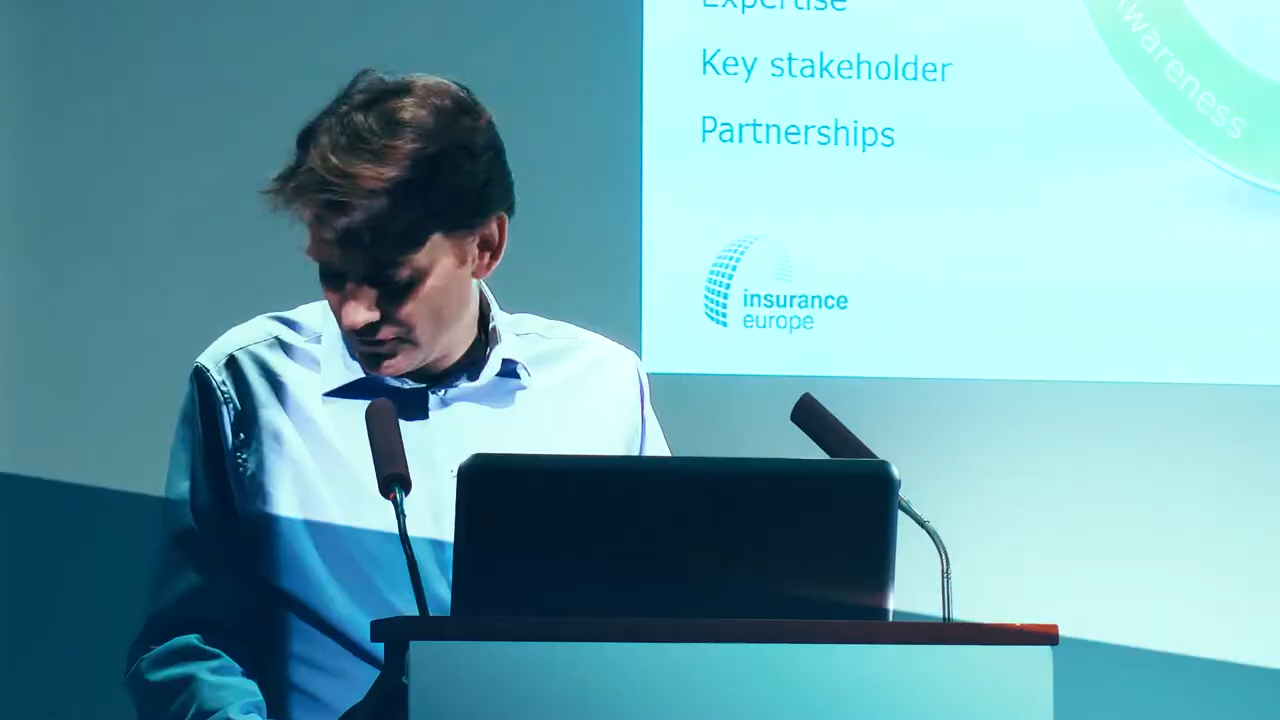 Expertise
Key stakeholder
Partnerships
insurance
europe